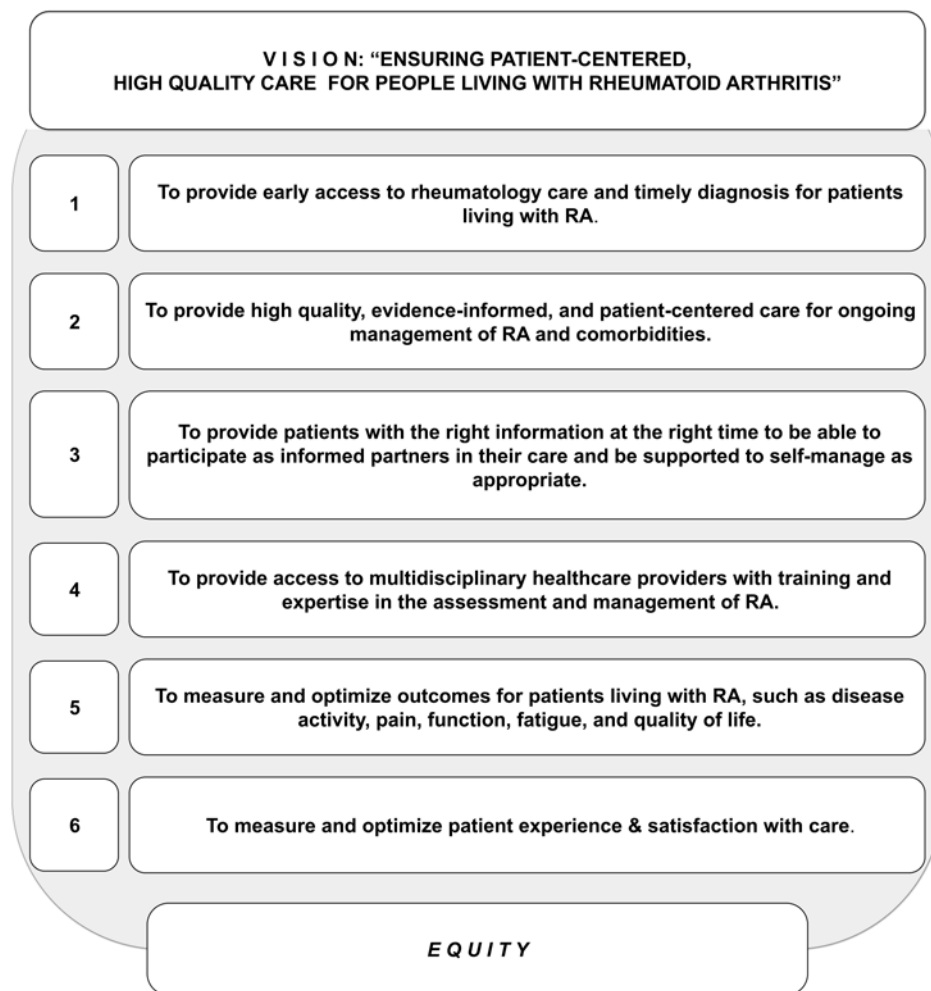 V I S I O N: “ENSURING PATIENT-CENTERED,
HIGH QUALITY CARE FOR PEOPLE LIVING WITH RHEUMATOID ARTHRITIS”
1
To provide early access to rheumatology care and timely diagnosis for patients
living with RA.
2
To provide high quality, evidence-informed, and patient-centered care for ongoing
management of RA and comorbidities.
3
To provide patients with the right information at the right time to be able to
participate as informed partners in their care and be supported to self-manage as
appropriate.
4
To provide access to multidisciplinary healthcare providers with training and
expertise in the assessment and management of RA.
5
To measure and optimize outcomes for patients living with RA, such as disease
activity, pain, function, fatigue, and quality of life.
6
To measure and optimize patient experience & satisfaction with care.
E Q U I T Y